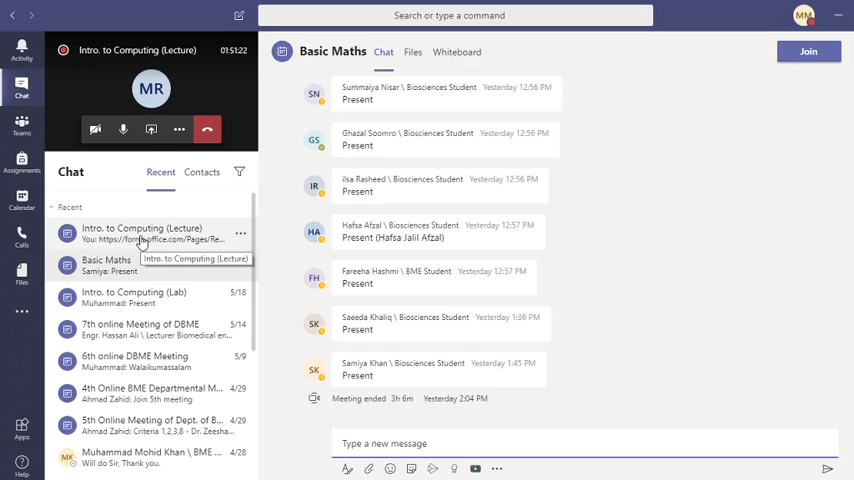 Search or type a command
MM
Activity
Chat
Teams
Assignments
Calendar
Calls
Files
Apps
Help
Intro. to Computing (Lecture)
01:51:22
MR
Chat
Recent
Contacts
Recent
Intro. to Computing (Lecture)
You: https://forms.office.com/Pages/Re...
Intro. to Computing (Lecture)
Basic Maths
Samiya: Present
Intro. to Computing (Lab) 5/18
Muhammad: Present
7th online Meeting of DBME 5/14
Engr. Hassan Ali \ Lecturer Biomedical en...
6th online DBME Meeting 5/9
Muhammad: Walaikumassalam
4th Online BME Departmental M... 4/29
Ahmad Zahid: Join 5th meeting
5th Online Meeting of Dept. of B... 4/29
Ahmad Zahid: Criteria 1,2,3,8 - Dr. Zeesha...
MK
Muhammad Mohid Khan \ BME ... 4/28
Will do Sir, Thank you.
Basic Maths
Chat
Files
Whiteboard
Join
SN
Summaiya Nisar \ Biosciences Student Yesterday 12:56 PM
Present
GS
Ghazal Soomro \ Biosciences Student Yesterday 12:56 PM
Present
IR
ilsa Rasheed \ Biosciences Student Yesterday 12:56 PM
Present
HA
Hafsa Afzal \ Biosciences Student Yesterday 12:57 PM
Present (Hafsa Jalil Afzal)
FH
Fareeha Hashmi \ BME Student Yesterday 12:57 PM
Present
SK
Saeeda Khaliq \ Biosciences Student Yesterday 1:36 PM
Present
SK
Samiya Khan \ Biosciences Student Yesterday 1:45 PM
Present
Meeting ended 3h 6m Yesterday 2:04 PM
Type a new message